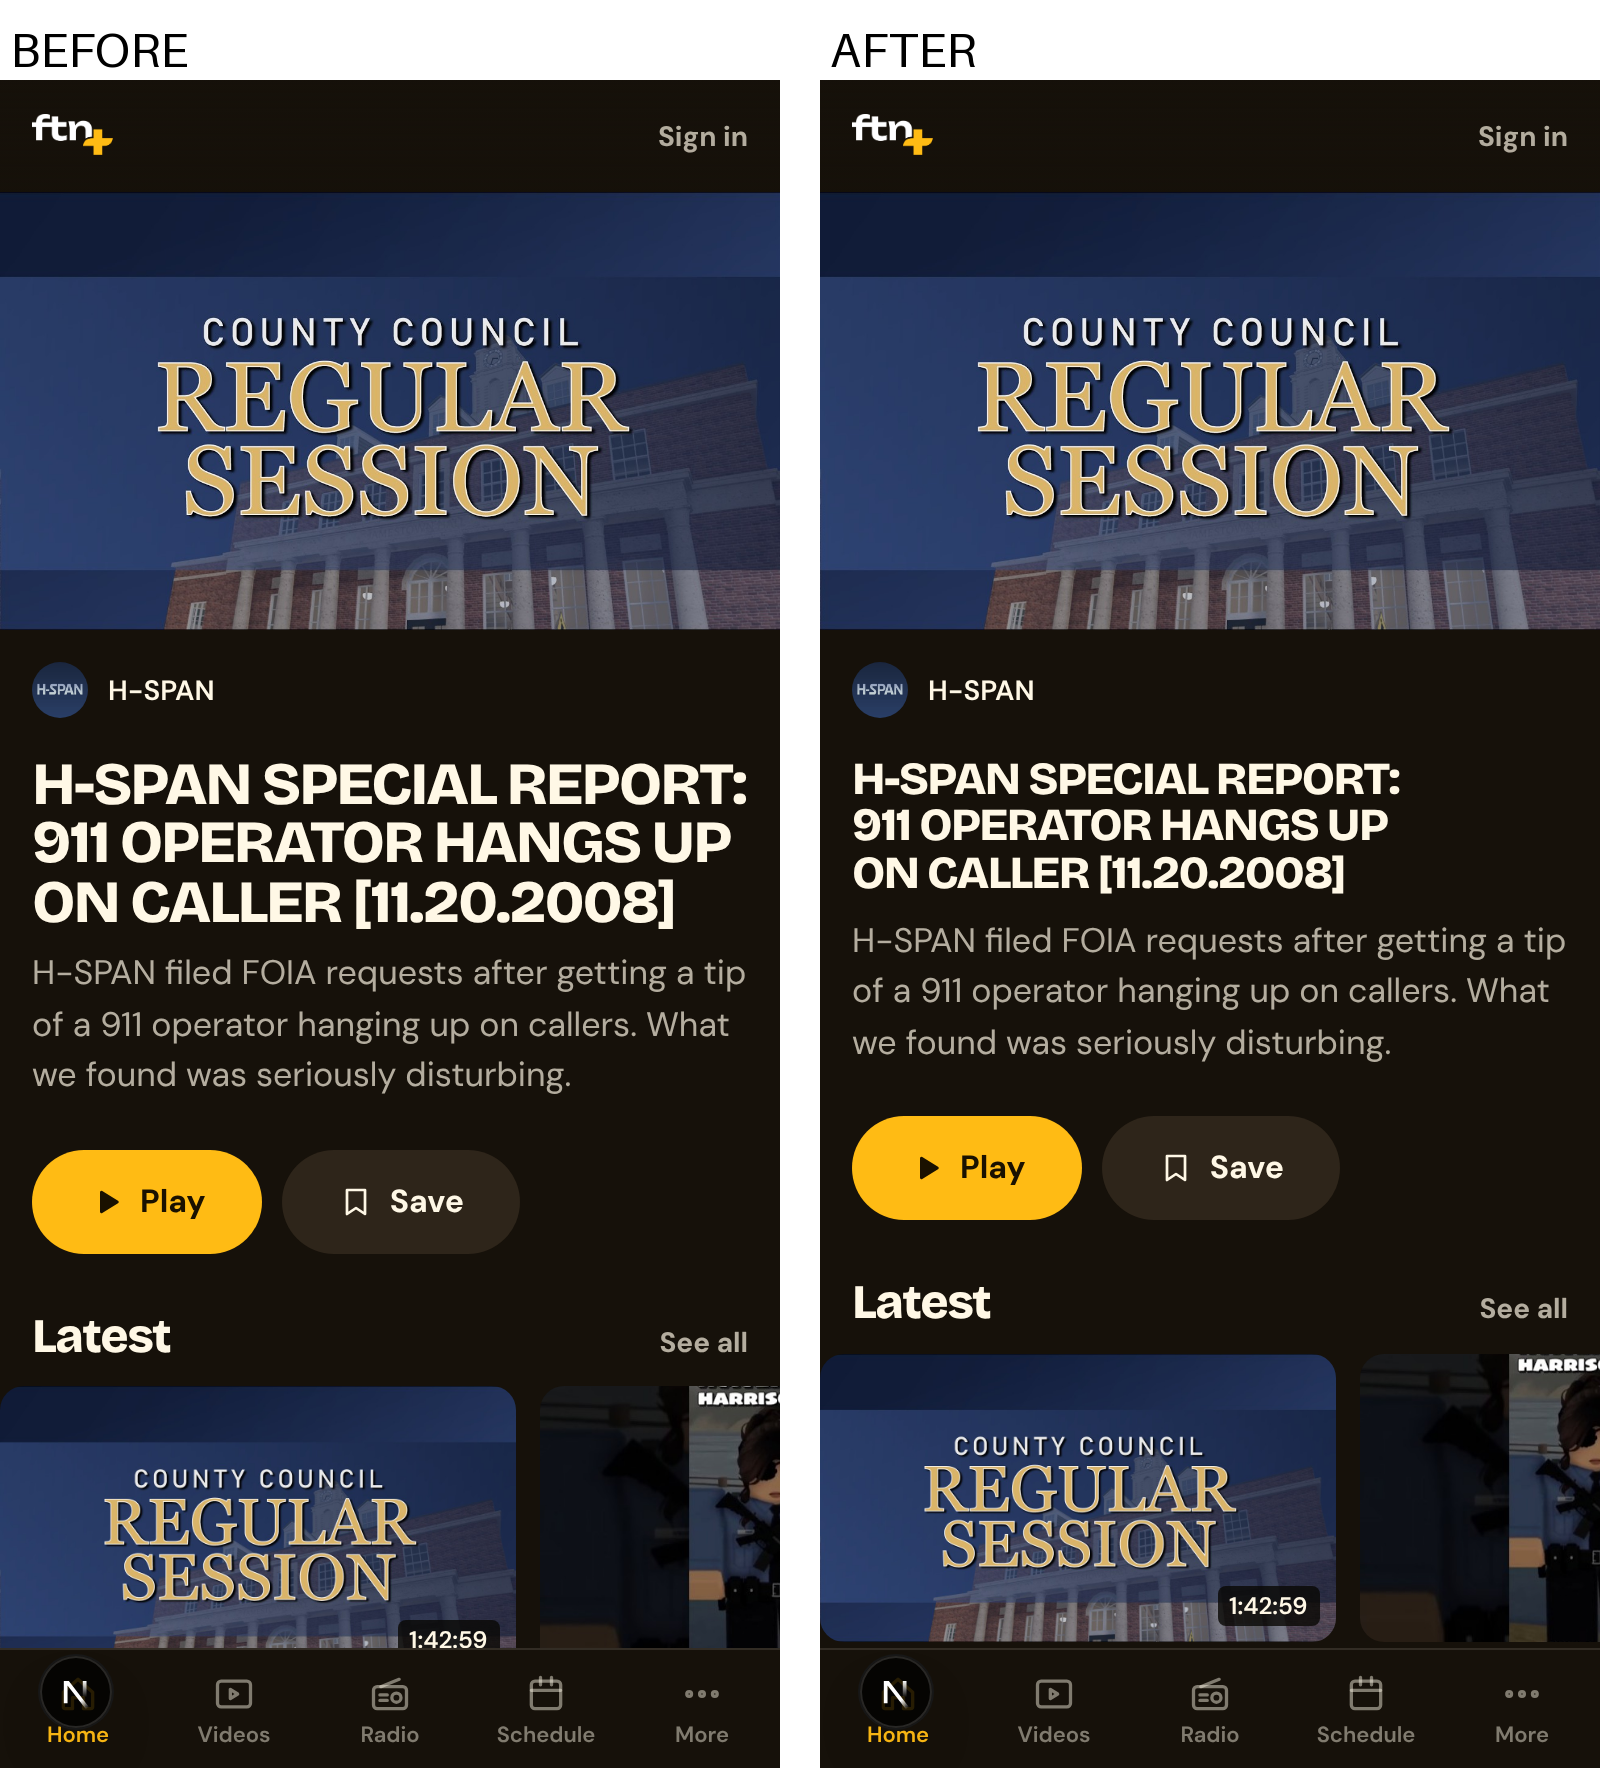 BEFORE
ftn+
Sign in
COUNTY COUNCIL
REGULAR
SESSION
H-SPAN
H-SPAN
H-SPAN SPECIAL REPORT:
911 OPERATOR HANGS UP
ON CALLER [11.20.2008]
H-SPAN filed FOIA requests after getting a tip
of a 911 operator hanging up on callers. What
we found was seriously disturbing.
Play
Save
Latest
See all
COUNTY COUNCIL
REGULAR
SESSION
1:42:59
N
Home
Videos
Radio
Schedule
More
AFTER
ftn+
Sign in
COUNTY COUNCIL
REGULAR
SESSION
H-SPAN
H-SPAN
H-SPAN SPECIAL REPORT:
911 OPERATOR HANGS UP
ON CALLER [11.20.2008]
H-SPAN filed FOIA requests after getting a tip
of a 911 operator hanging up on callers. What
we found was seriously disturbing.
Play
Save
Latest
See all
COUNTY COUNCIL
REGULAR
SESSION
1:42:59
N
Home
Videos
Radio
Schedule
More